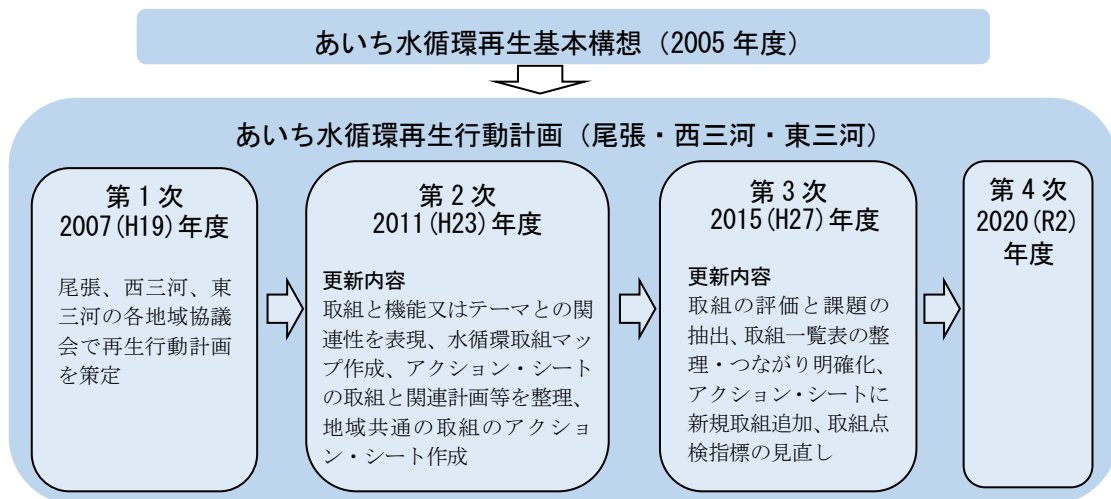 あいち水循環再生基本構想（2005 年度）
あいち水循環再生行動計画（尾張・西三河・東三河）
第 1 次
2007(H19)年度
尾張、西三河、東
三河の各地域協議
会で再生行動計画
を策定
第 2 次
2011(H23)年度
更新内容
取組と機能又はテーマとの関
連性を表現、水循環取組マッ
プ作成、アクション・シート
の取組と関連計画等を整理、
地域共通の取組のアクショ
ン・シート作成
第 3 次
2015(H27)年度
更新内容
取組の評価と課題の
抽出、取組一覧表の整
理・つながり明確化、
アクション・シートに
新規取組追加、取組点
検指標の見直し
第 4 次
2020(R2)
年度